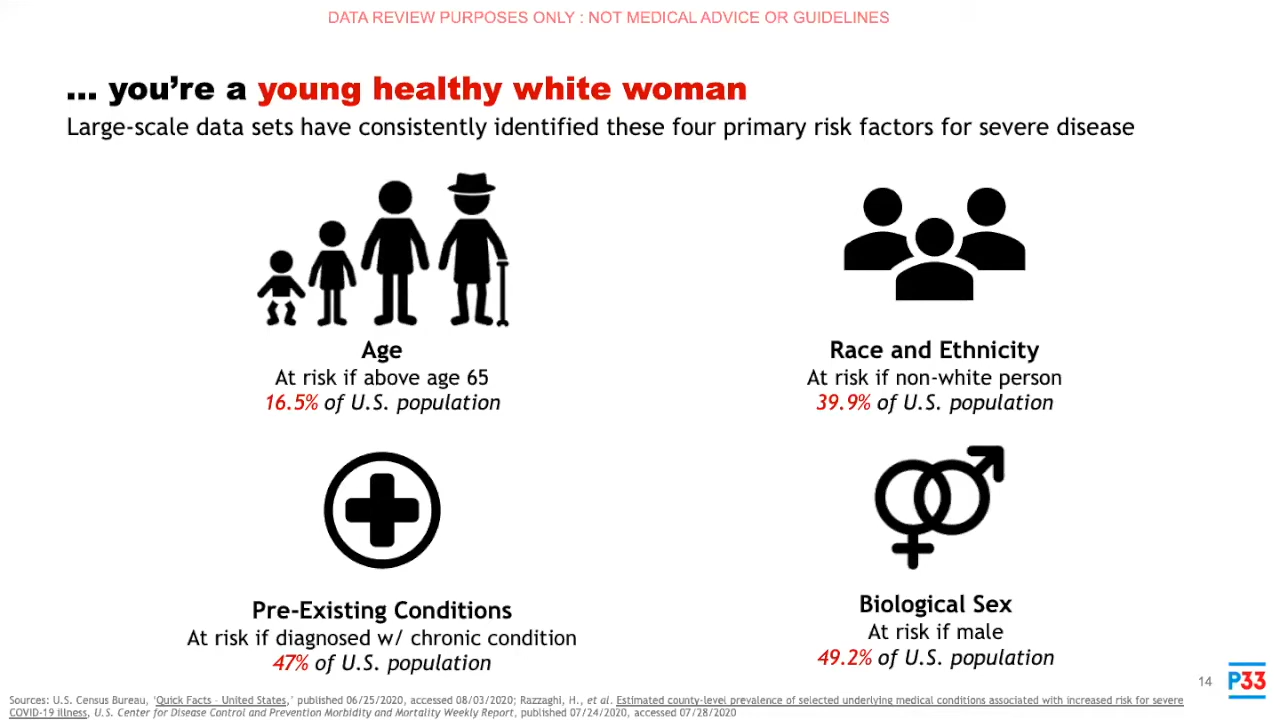 DATA REVIEW PURPOSES ONLY : NOT MEDICAL ADVICE OR GUIDELINES
... you're a young healthy white woman
Large-scale data sets have consistently identified these four primary risk factors for severe disease
Age
At risk if above age 65
16.5% of U.S. population
Race and Ethnicity
At risk if non-white person
39.9% of U.S. population
Pre-Existing Conditions
At risk if diagnosed w/ chronic condition
47% of U.S. population
Biological Sex
At risk if male
49.2% of U.S. population
14
P33
Sources: U.S. Census Bureau, 'Quick Facts - United States,' published 06/25/2020, accessed 08/03/2020; Razzaghi, H., et al. Estimated county-level prevalence of selected underlying medical conditions associated with increased risk for severe
COVID-19 illness, U.S. Center for Disease Control and Prevention Morbidity and Mortality Weekly Report, published 07/24/2020, accessed 07/28/2020